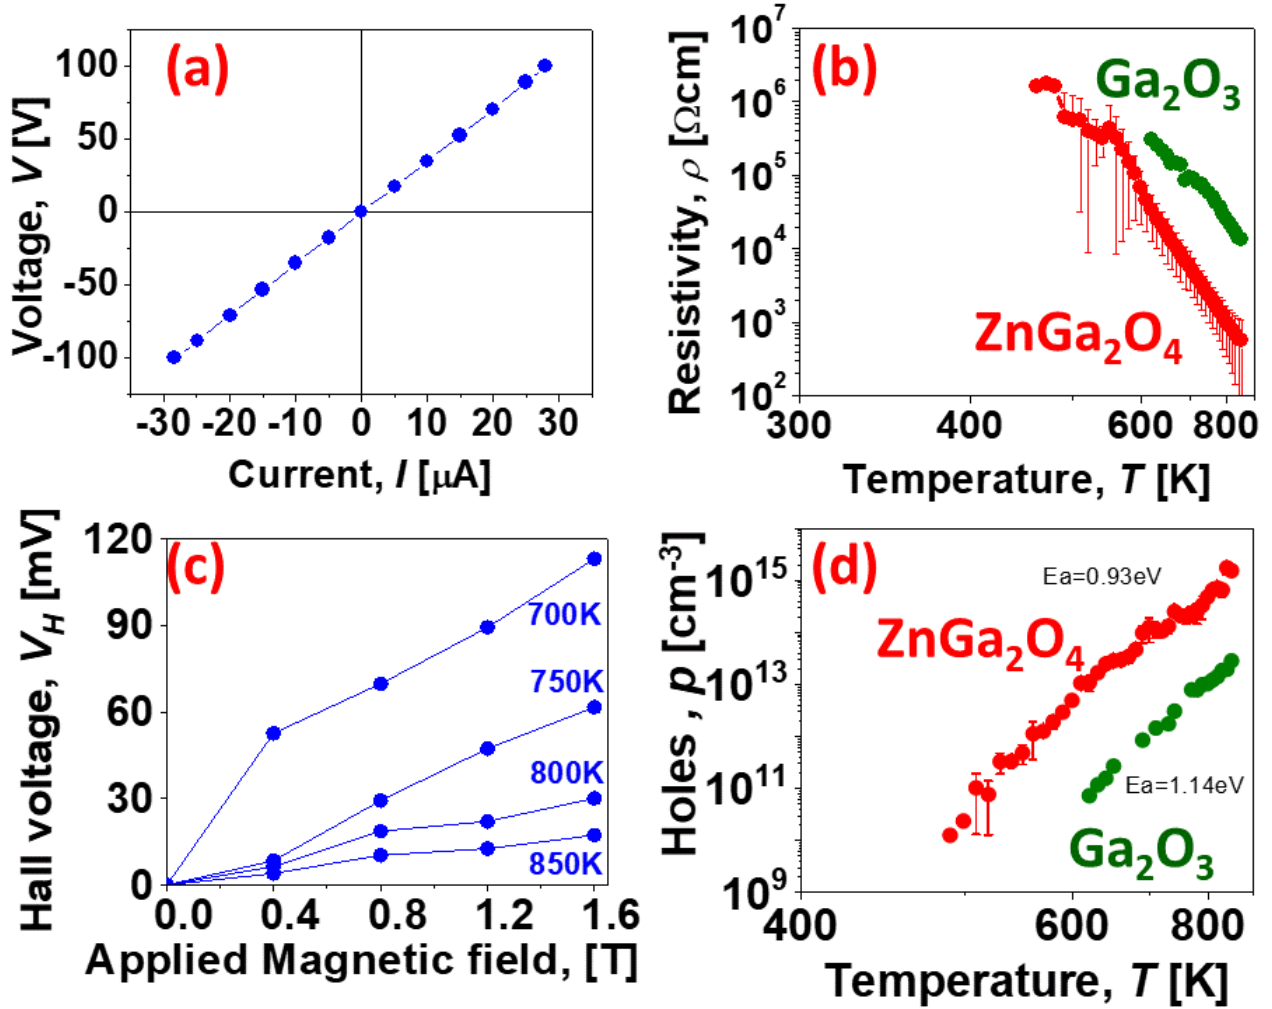 (a)
Voltage, V [V]
100
50
0
-50
-100
-30 -20 -10 0 10 20 30
Current, I [μA]
(b)
Resistivity, ρ [Ωcm]
10⁷
10⁶
10⁵
10⁴
10³
10²
Ga₂O₃
ZnGa₂O₄
300 400 600 800
Temperature, T [K]
(c)
Hall voltage, V_H [mV]
120
90
60
30
0
700K
750K
800K
850K
0.0 0.4 0.8 1.2 1.6
Applied Magnetic field, [T]
(d)
Holes , p [cm⁻³]
10¹⁵
10¹³
10¹¹
10⁹
Ea=0.93eV
ZnGa₂O₄
Ea=1.14eV
Ga₂O₃
400 600 800
Temperature, T [K]